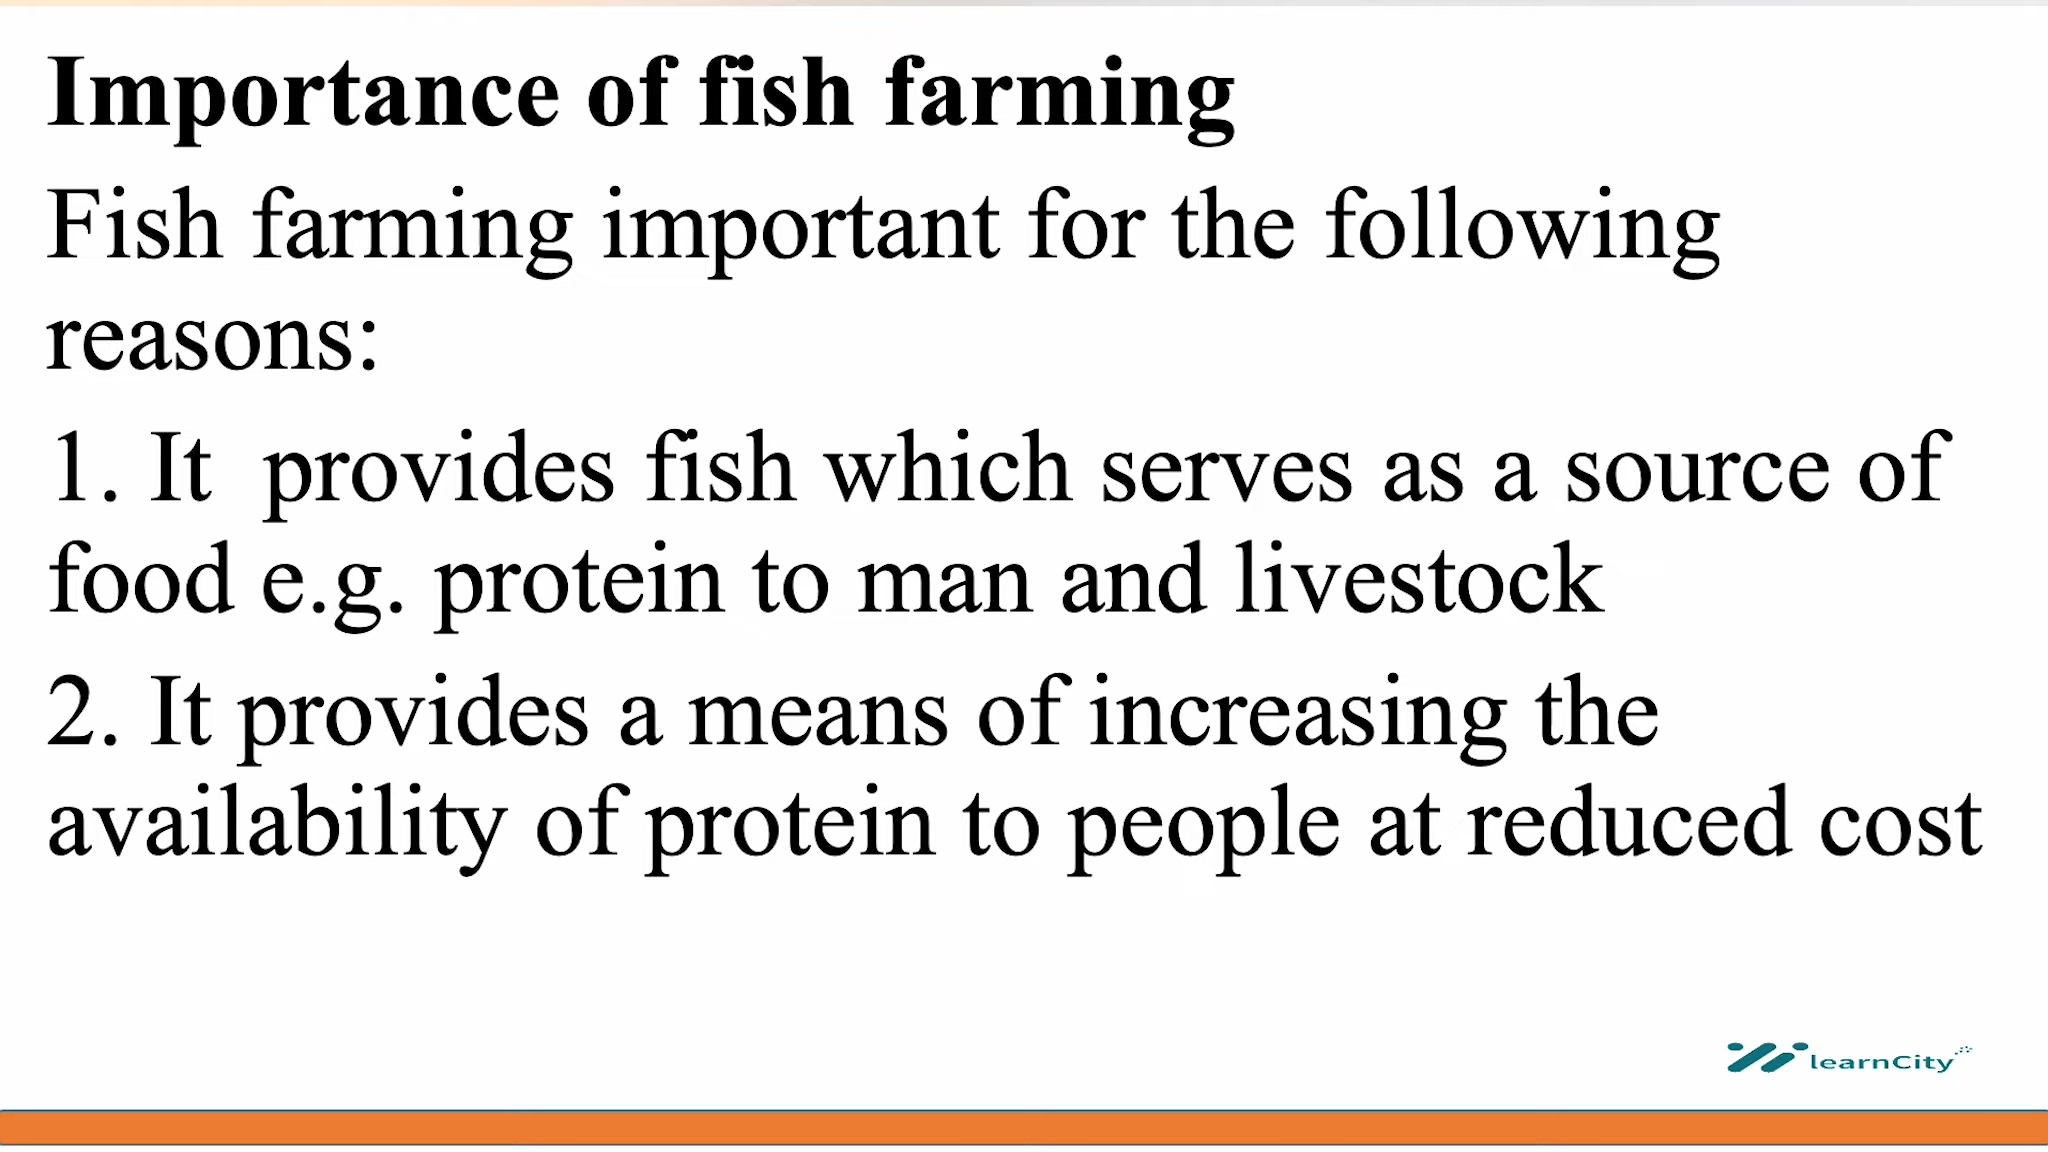 Importance of fish farming
Fish farming important for the following
reasons:
1. It  provides fish which serves as a source of
food e.g. protein to man and livestock
2. It provides a means of increasing the
availability of protein to people at reduced cost
learnCity